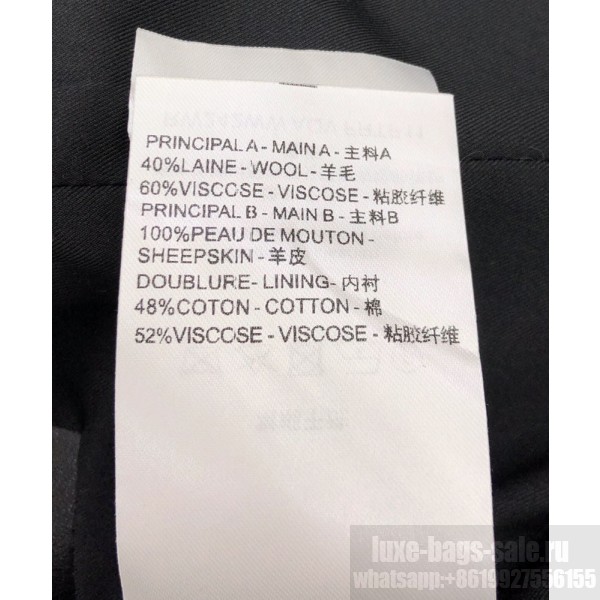 PRINCIPAL A - MAIN A - 主料A
40%LAINE - WOOL - 羊毛
60%VISCOSE - VISCOSE - 粘胶纤维
PRINCIPAL B - MAIN B - 主料B
100%PEAU DE MOUTON -
SHEEPSKIN - 羊皮
DOUBLURE - LINING - 内衬
48%COTON - COTTON - 棉
52%VISCOSE - VISCOSE - 粘胶纤维
luxe-bags-sale.ru
whatsapp:+8619927556155